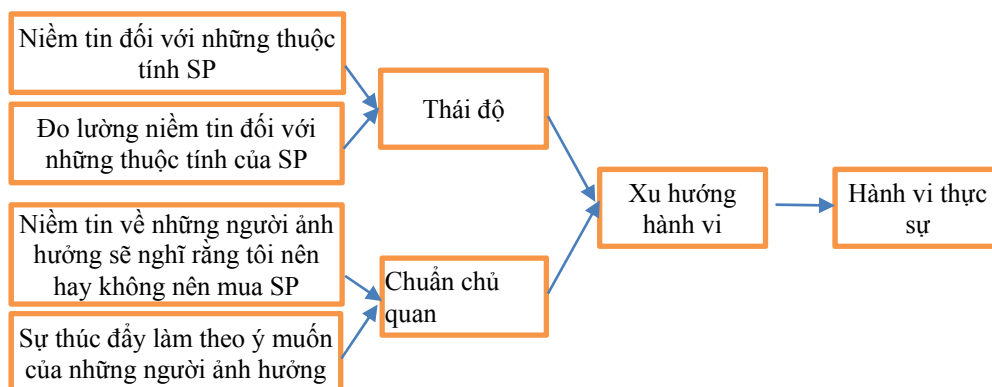 Niềm tin đối với những thuộc
tính SP
Đo lường niềm tin đối với
những thuộc tính của SP
Thái độ
Niềm tin về những người ảnh
hưởng sẽ nghĩ rằng tôi nên
hay không nên mua SP
Sự thúc đẩy làm theo ý muốn
của những người ảnh hưởng
Chuẩn chủ
quan
Xu hướng
hành vi
Hành vi thực
sự